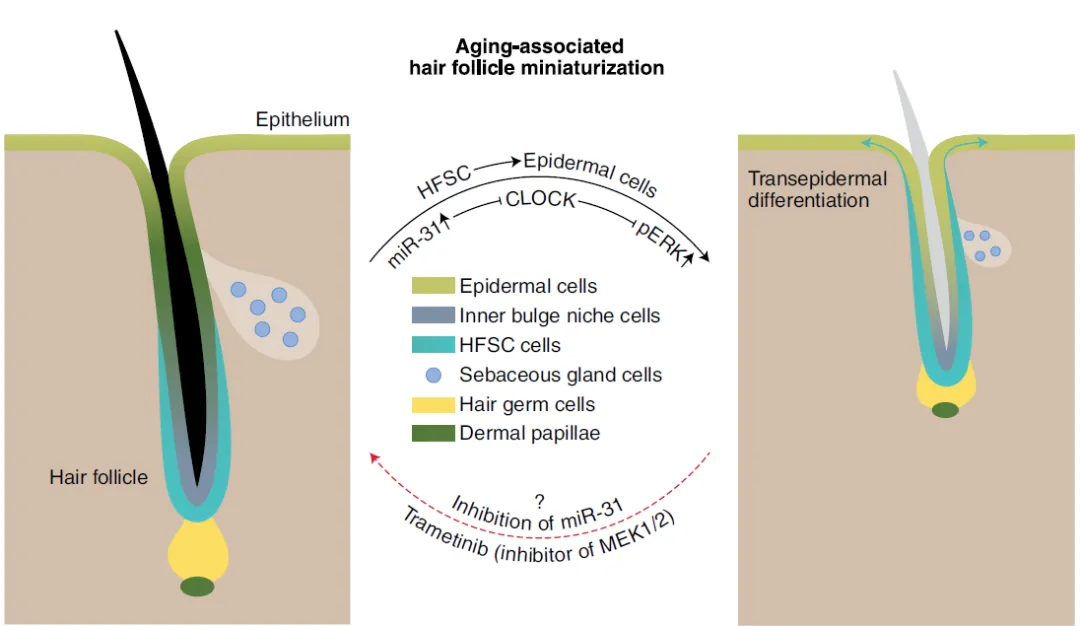 Aging-associated
hair follicle miniaturization
Epithelium
Hair follicle
HFSC → Epidermal cells
miR-31↑ ⊣ CLOCK ⊣ pERK↑
Epidermal cells
Inner bulge niche cells
HFSC cells
Sebaceous gland cells
Hair germ cells
Dermal papillae
?
Inhibition of miR-31
Trametinib (inhibitor of MEK1/2)
Transepidermal
differentiation